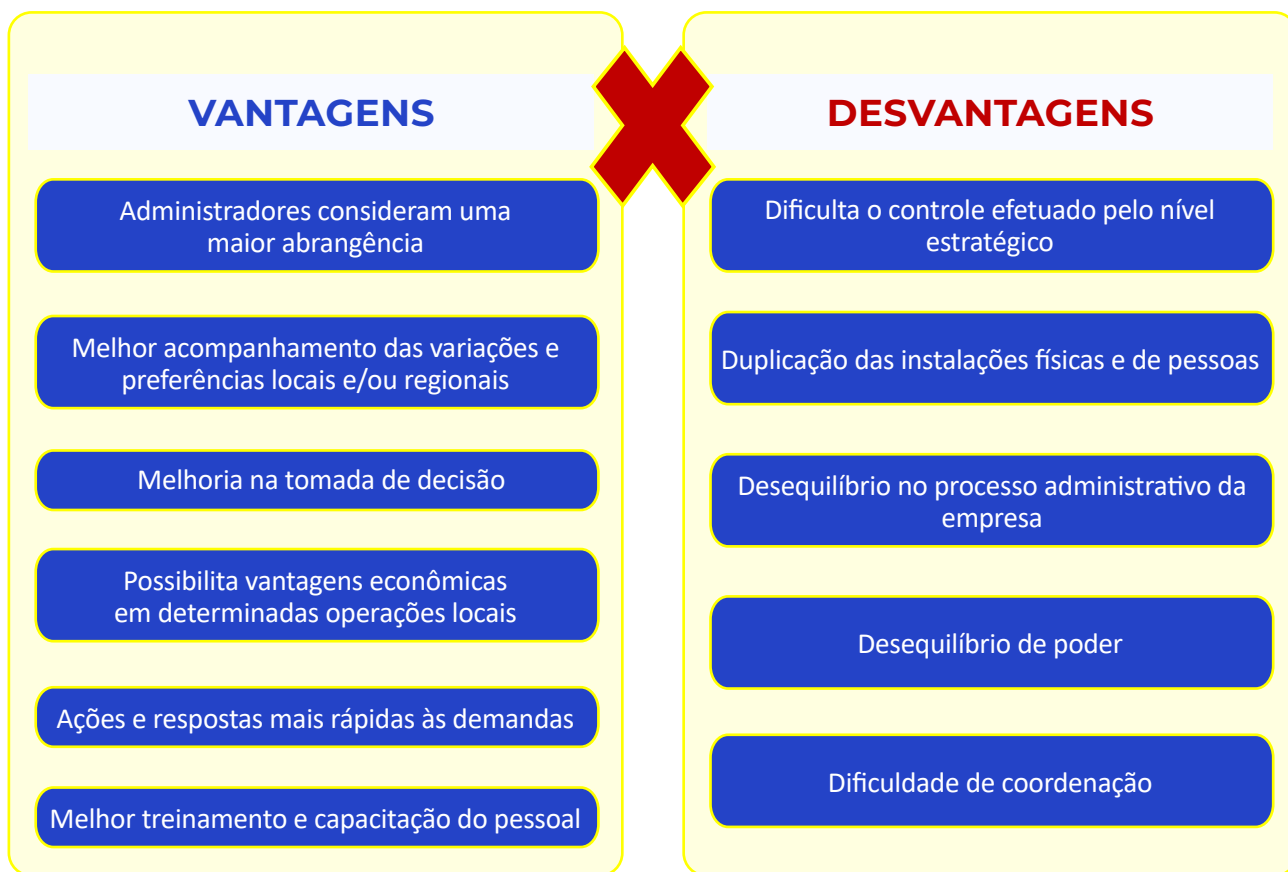 VANTAGENS
Administradores consideram uma
maior abrangência
Melhor acompanhamento das variações e
preferências locais e/ou regionais
Melhoria na tomada de decisão
Possibilita vantagens econômicas
em determinadas operações locais
Ações e respostas mais rápidas às demandas
Melhor treinamento e capacitação do pessoal
DESVANTAGENS
Dificulta o controle efetuado pelo nível
estratégico
Duplicação das instalações físicas e de pessoas
Desequilíbrio no processo administrativo da
empresa
Desequilíbrio de poder
Dificuldade de coordenação